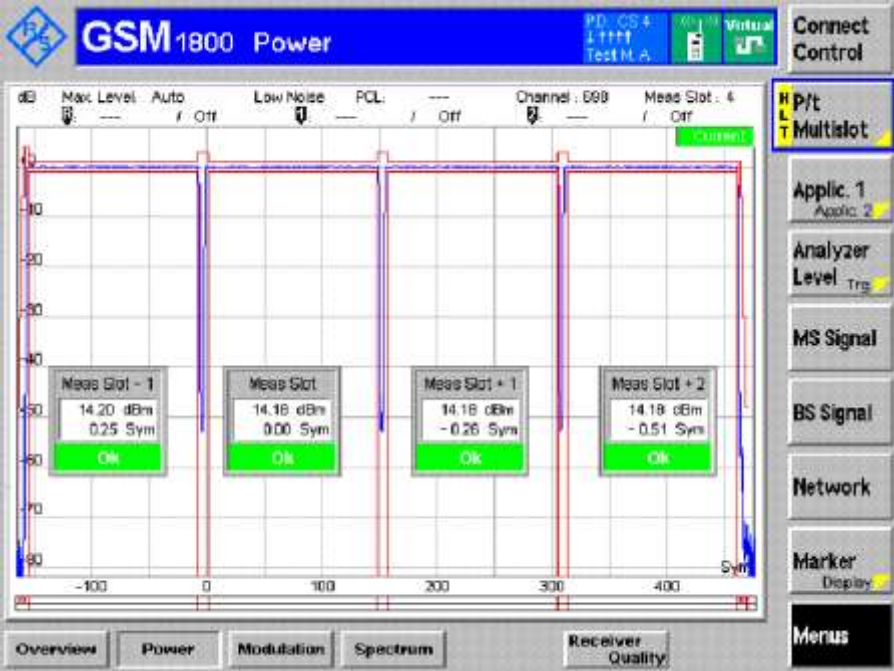 R&S
GSM 1800 Power
P.D. CS 4
Test M. A
Virtual
Connect
Control
dB Max. Level: Auto Low Noise PCL: --- Channel : 698 Meas Slot : 4
R --- / Off 1 --- / Off 2 --- / Off
Current
H L T
P/t
Multislot
Applic. 1
Applic. 2
Analyzer
Level Trg
MS Signal
BS Signal
Network
Marker
Display
Menus
-10
-20
-30
-40
-50
-60
-70
-80
Meas Slot - 1
14.20 dBm
0.25 Sym
Ok
Meas Slot
14.18 dBm
0.00 Sym
Ok
Meas Slot + 1
14.18 dBm
- 0.26 Sym
Ok
Meas Slot + 2
14.18 dBm
- 0.51 Sym
Ok
Sym
-100 0 100 200 300 400
Overview Power Modulation Spectrum Receiver
Quality